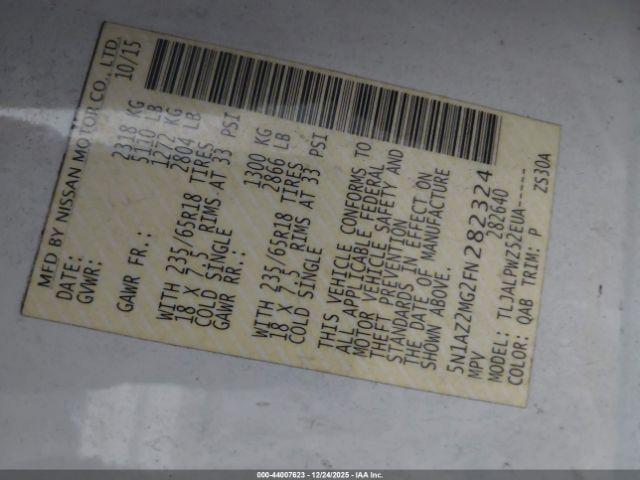 MFD BY NISSAN MOTOR CO., LTD.
DATE: 10/15
GVWR: 2318 KG
5110 LB
GAWR FR.: 1272 KG
2804 LB
WITH 235/65R18 TIRES
18 X 7.5 RIMS AT 33 PSI
COLD SINGLE
GAWR RR.: 1300 KG
2866 LB
WITH 235/65R18 TIRES
18 X 7.5 RIMS AT 33 PSI
COLD SINGLE
THIS VEHICLE CONFORMS TO
ALL APPLICABLE FEDERAL
MOTOR VEHICLE SAFETY AND
THEFT PREVENTION
STANDARDS IN EFFECT ON
THE DATE OF MANUFACTURE
SHOWN ABOVE.
5N1AZ2MG2FN282324
MPV 282640
MODEL: TLJALPWZ52EUA-----
COLOR: QAB TRIM: P ZS30A
000-44007623 - 12/24/2025 - IAA Inc.